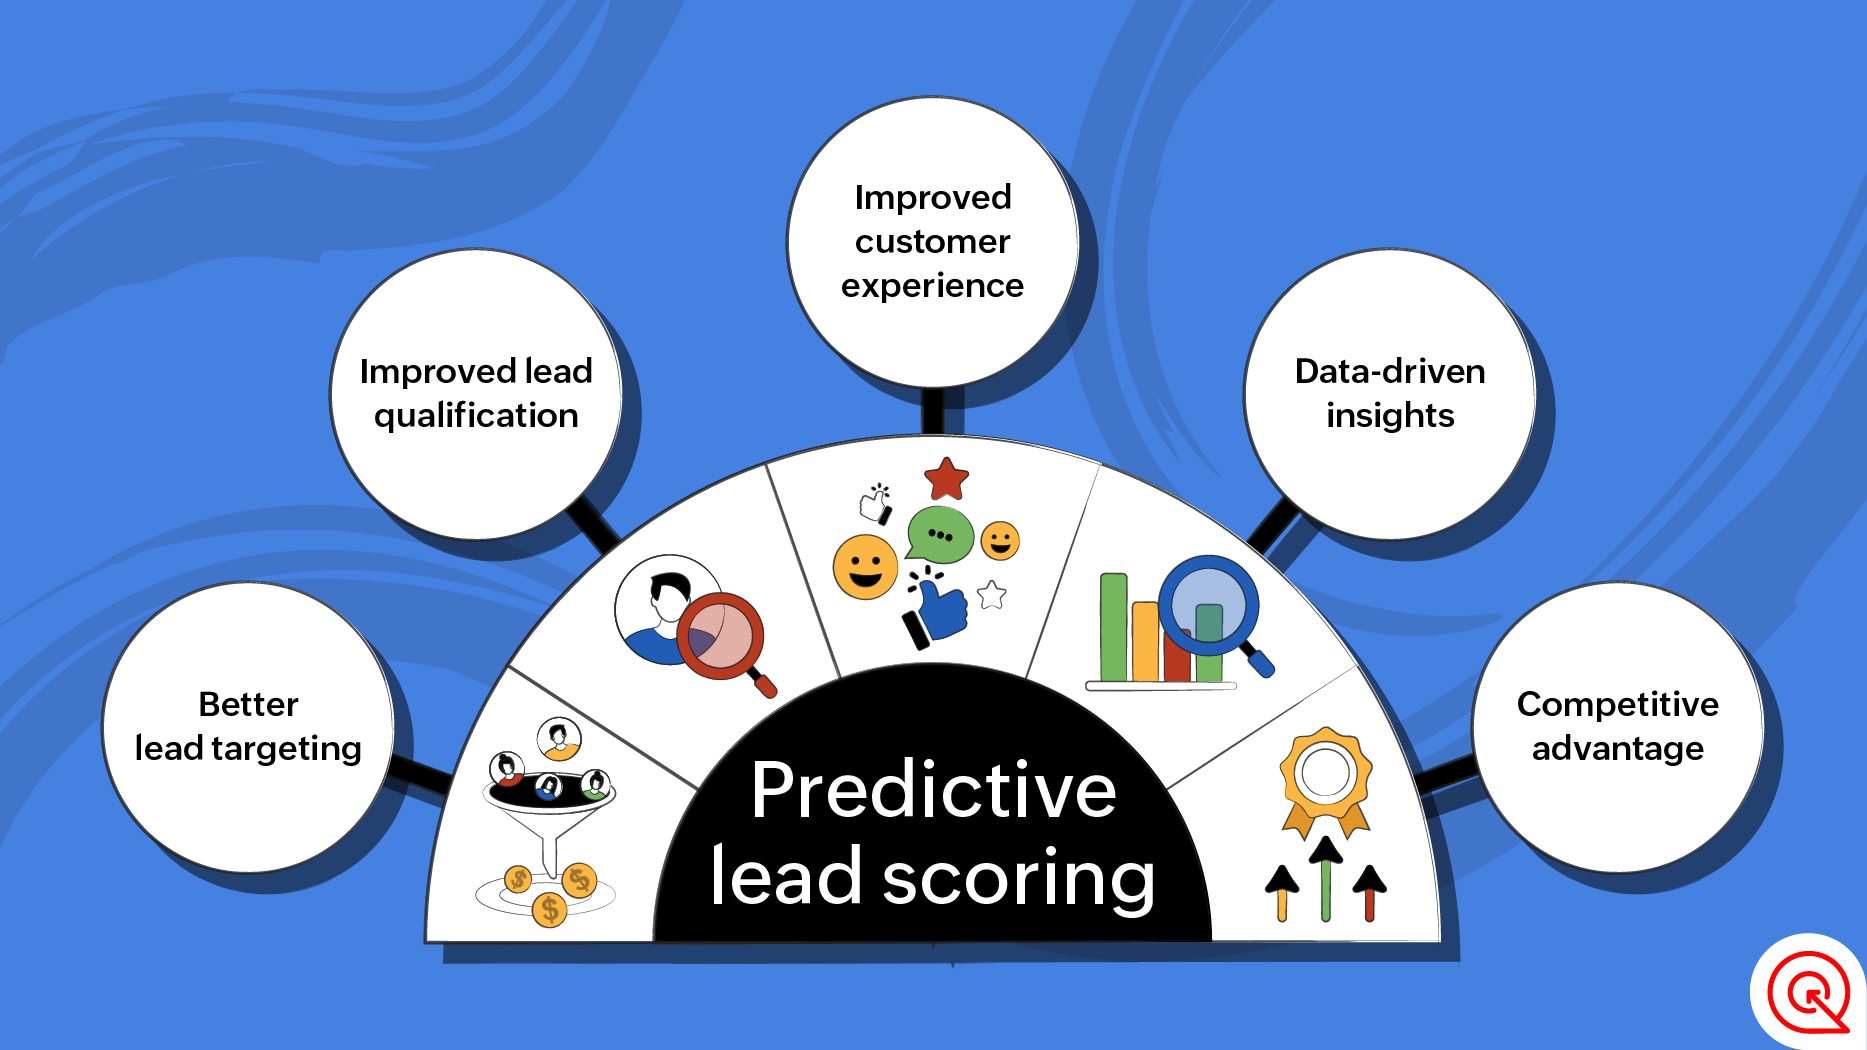 Improved
customer
experience
Improved lead
qualification
Data-driven
insights
Better
lead targeting
Competitive
advantage
Predictive
lead scoring